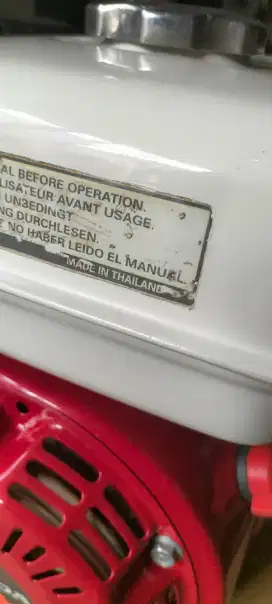 AL BEFORE OPERATION.
LISATEUR AVANT USAGE.
UNBEDINGT
NG DURCHLESEN.
NO HABER LEIDO EL MANUAL
MADE IN THAILAND